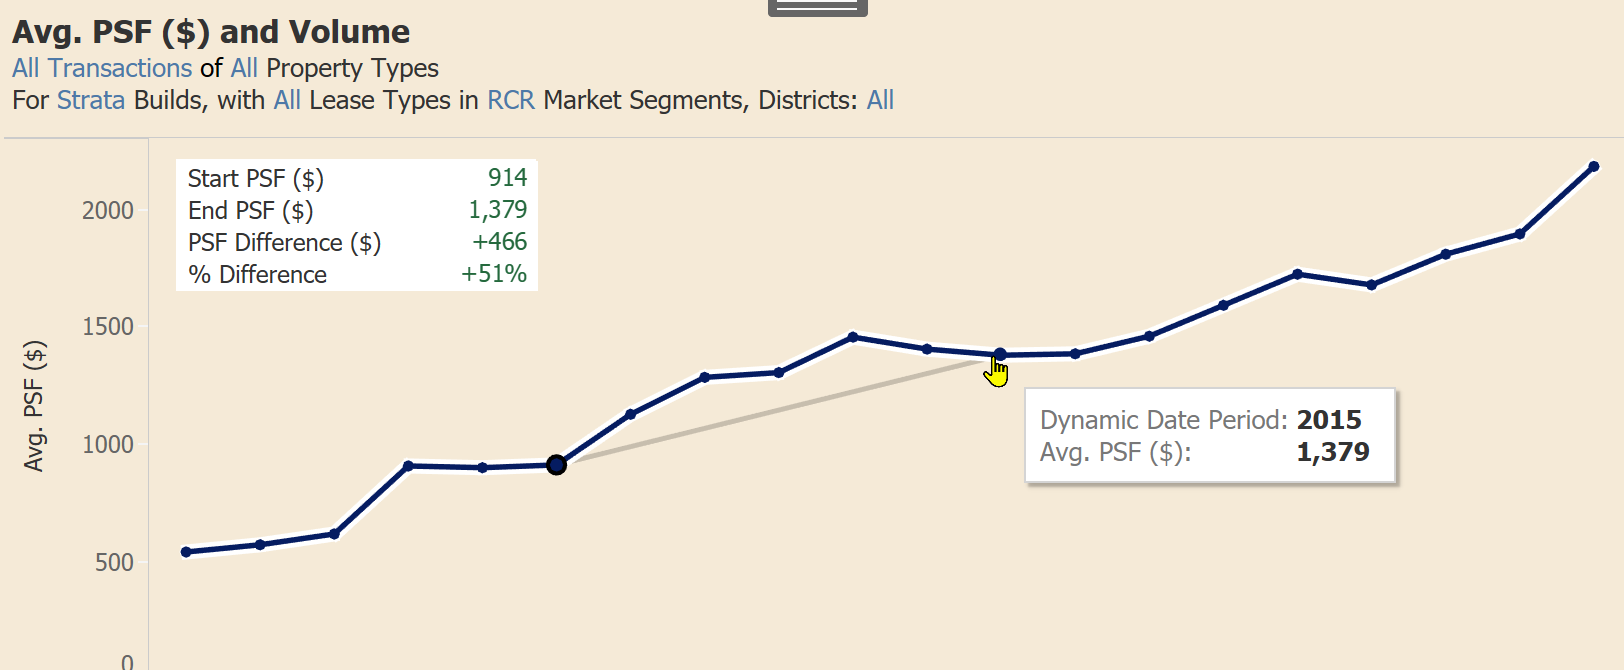 Avg. PSF ($) and Volume
All Transactions of All Property Types
For Strata Builds, with All Lease Types in RCR Market Segments, Districts: All
Start PSF ($) 914
End PSF ($) 1,379
PSF Difference ($) +466
% Difference +51%
2000
1500
1000
500
0
Avg. PSF ($)
Dynamic Date Period: 2015
Avg. PSF ($): 1,379